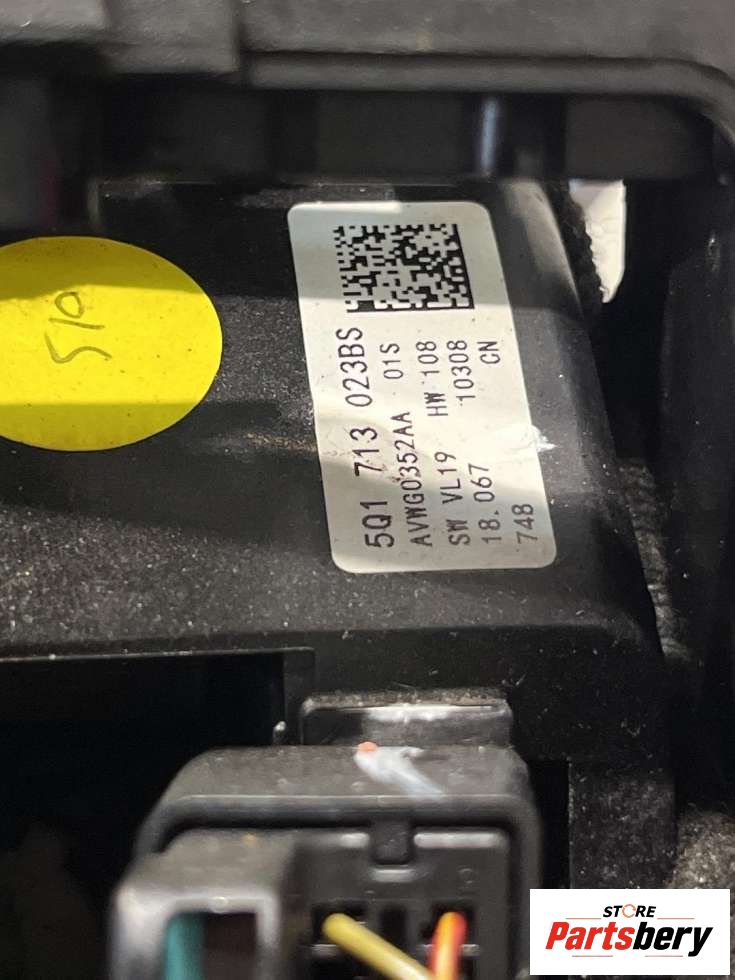 5Q1 713 023BS
AVWG0352AA 01S
SW VL19 HW 108
18.067 10308
748 CN
510
STORE
Partsbery